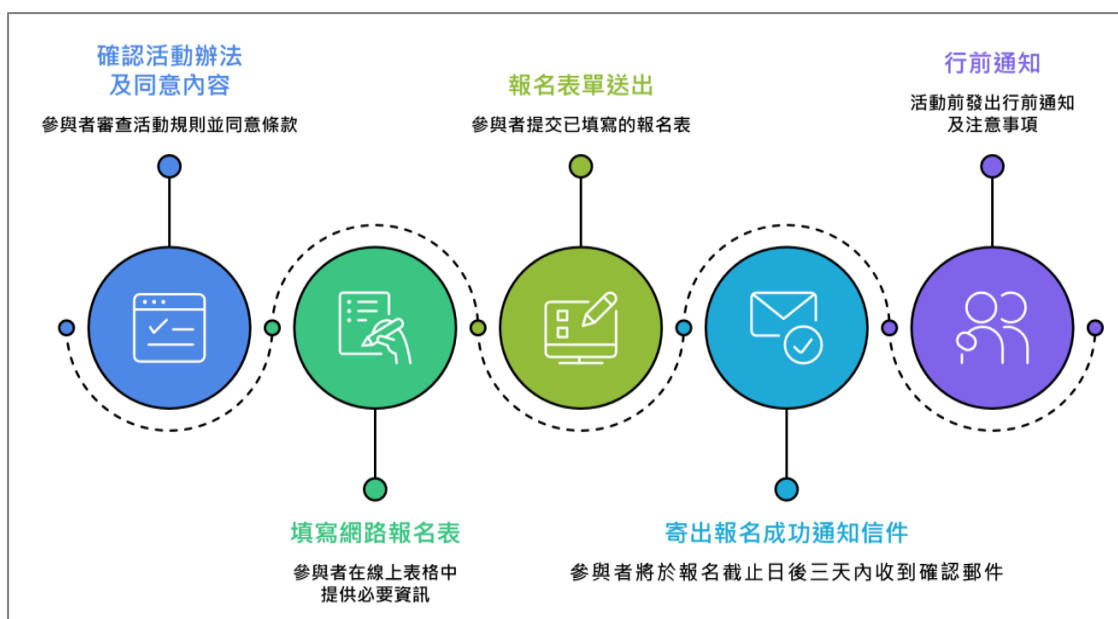 確認活動辦法
及同意內容
參與者審查活動規則並同意條款
填寫網路報名表
參與者在線上表格中
提供必要資訊
報名表單送出
參與者提交已填寫的報名表
寄出報名成功通知信件
參與者將於報名截止日後三天內收到確認郵件
行前通知
活動前發出行前通知
及注意事項